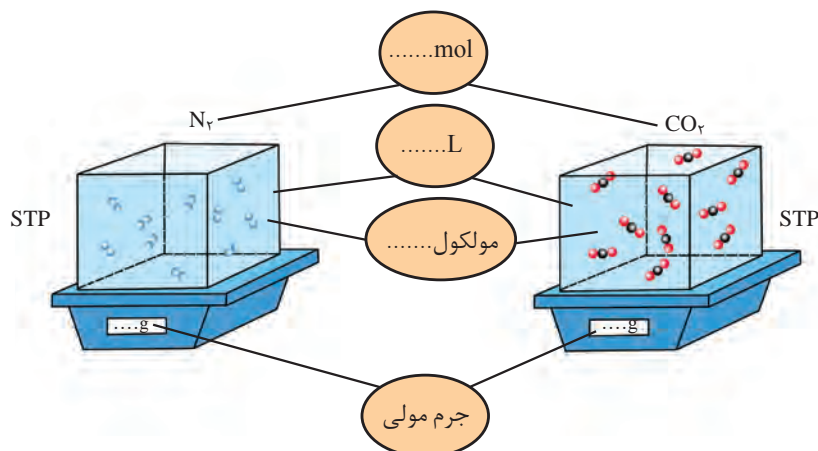 .......mol
N۲
CO۲
.......L
STP
STP
مولکول.......
....g
....g
جرم مولی